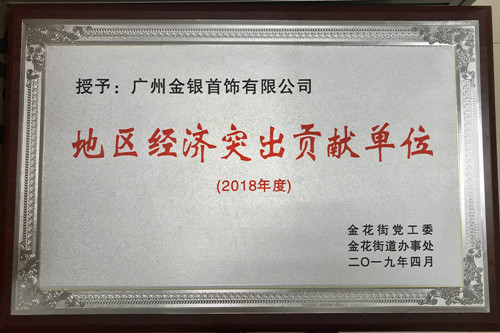 授予：广州金银首饰有限公司
地区经济突出贡献单位
(2018年度)
金花街党工委
金花街道办事处
二〇一九年四月